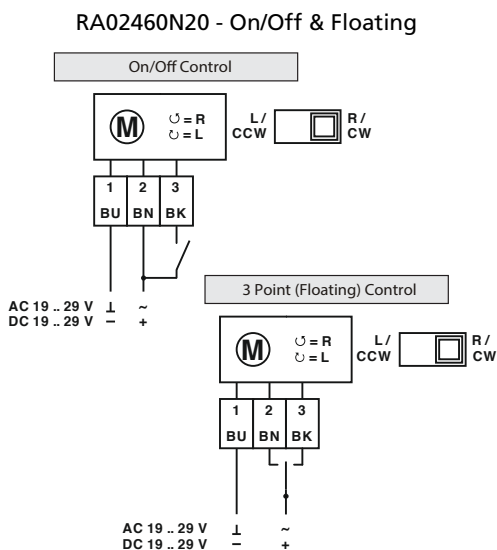 RA02460N20 - On/Off & Floating
On/Off Control
M
↺ = R
↻ = L
L /
CCW
R /
CW
1 2 3
BU BN BK
AC 19 .. 29 V ⊥ ~
DC 19 .. 29 V − +
3 Point (Floating) Control
M
↺ = R
↻ = L
L /
CCW
R /
CW
1 2 3
BU BN BK
AC 19 .. 29 V ⊥ ~
DC 19 .. 29 V − +